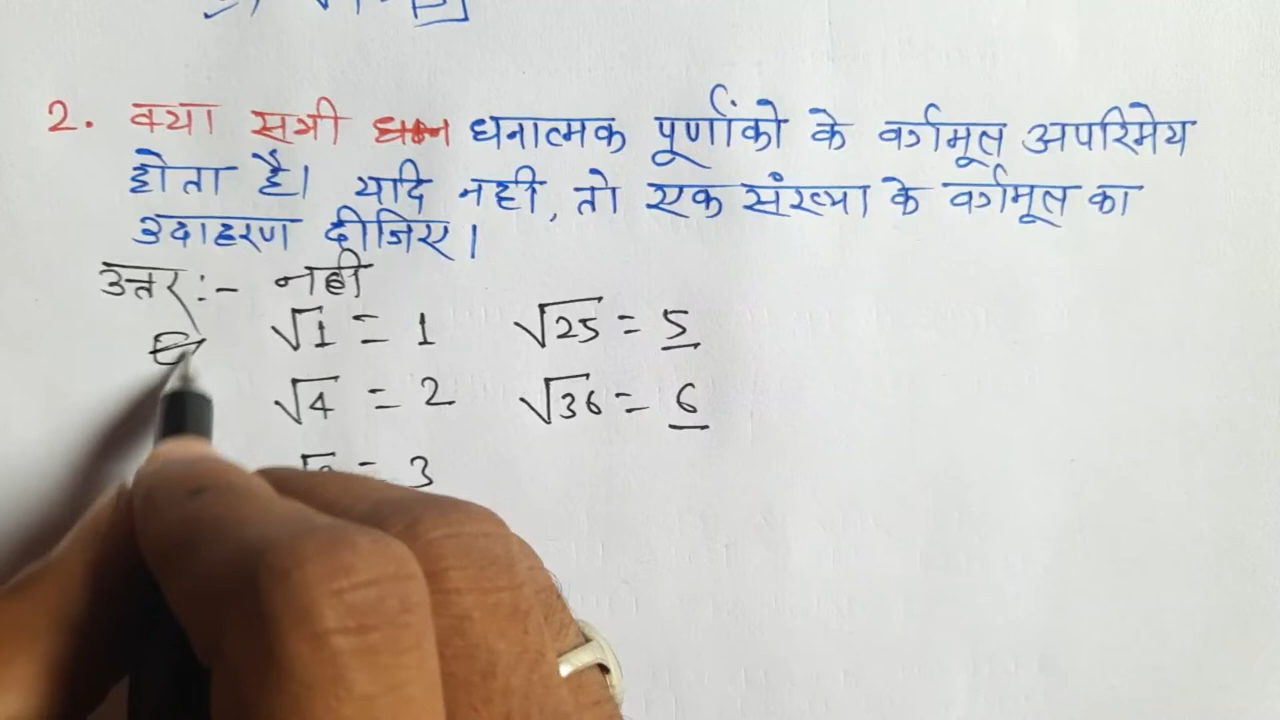 2. क्या सभी धनात्मक पूर्णांको के वर्गमूल अपरिमेय
होता है। यदि नही, तो एक संख्या के वर्गमूल का
उदाहरण दीजिए।
उत्तर:- नही
√1 = 1 √25 = 5
√4 = 2 √36 = 6
= 3